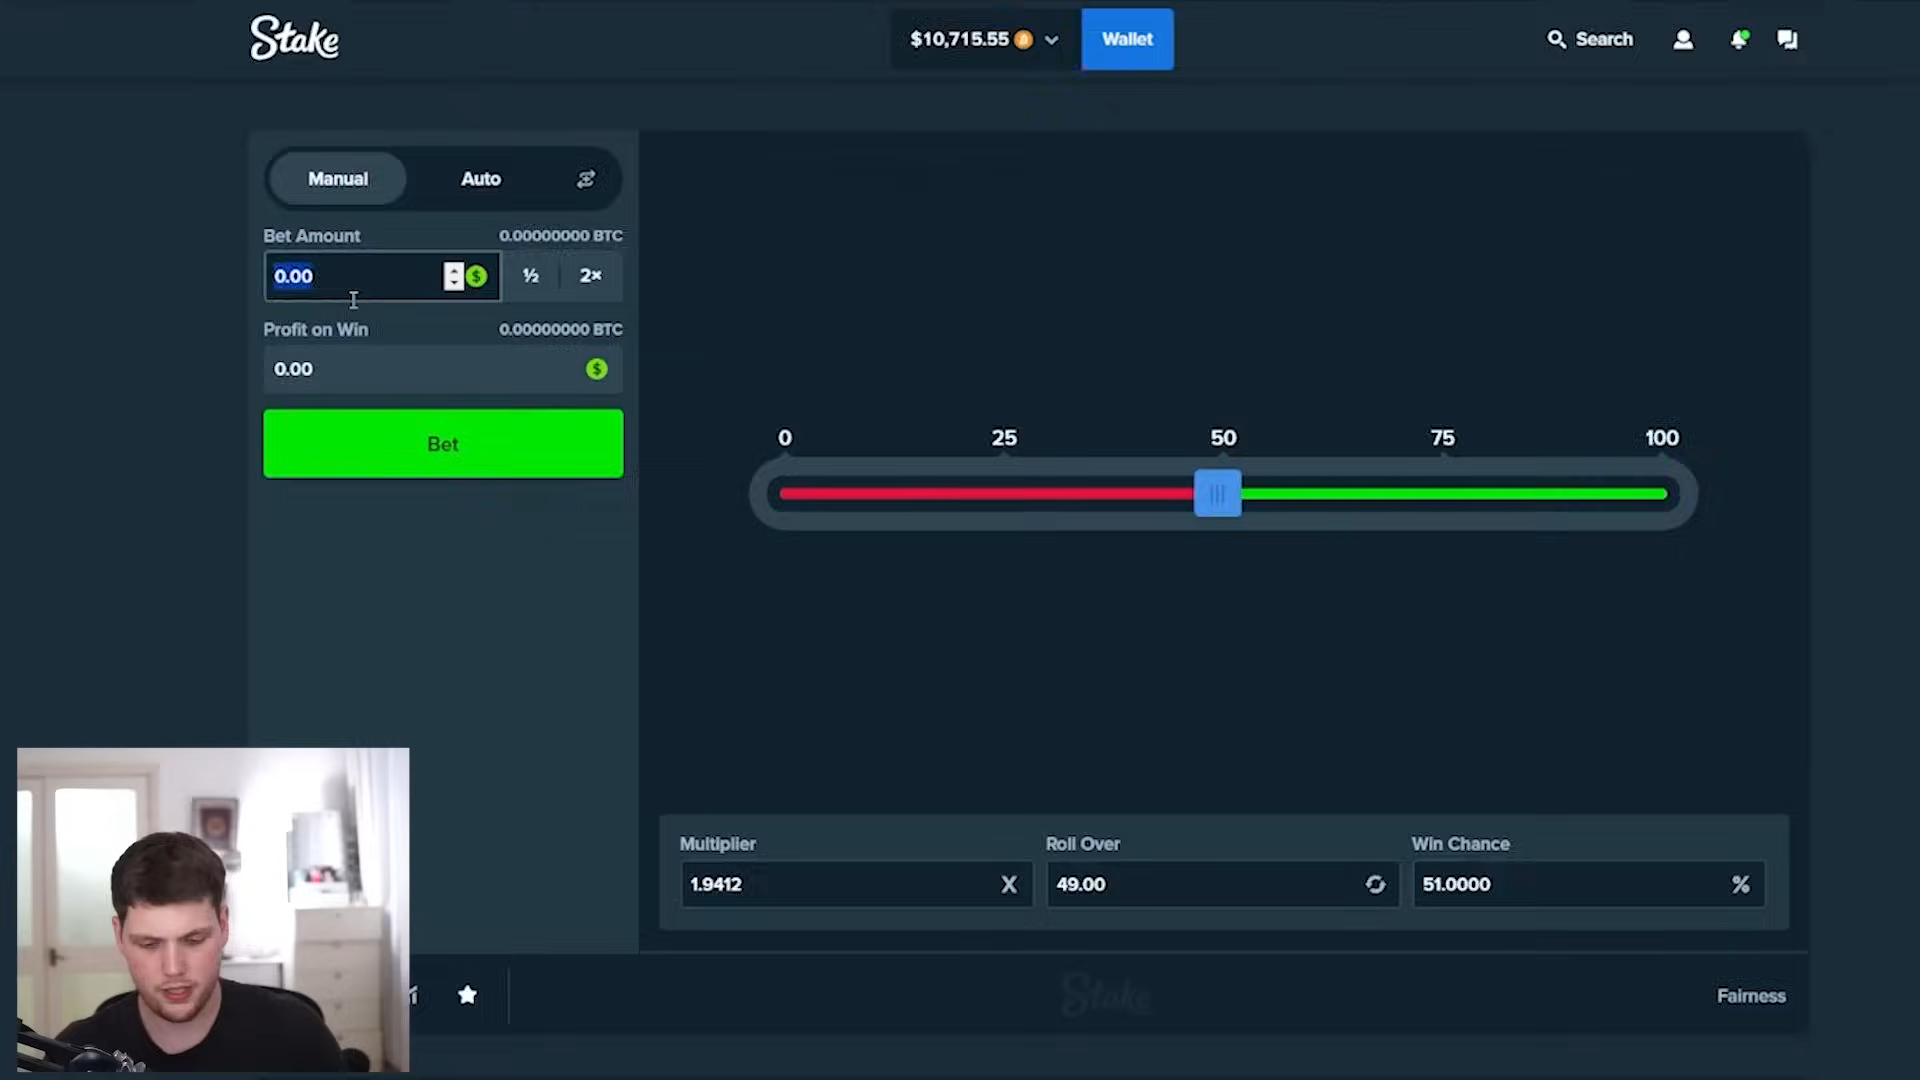 Stake
$10,715.55
Wallet
Search
Manual
Auto
Bet Amount
0.00000000 BTC
0.00
$
½
2×
Profit on Win
0.00000000 BTC
0.00
$
Bet
0
25
50
75
100
Multiplier
Roll Over
Win Chance
1.9412
X
49.00
51.0000
%
Stake
Fairness